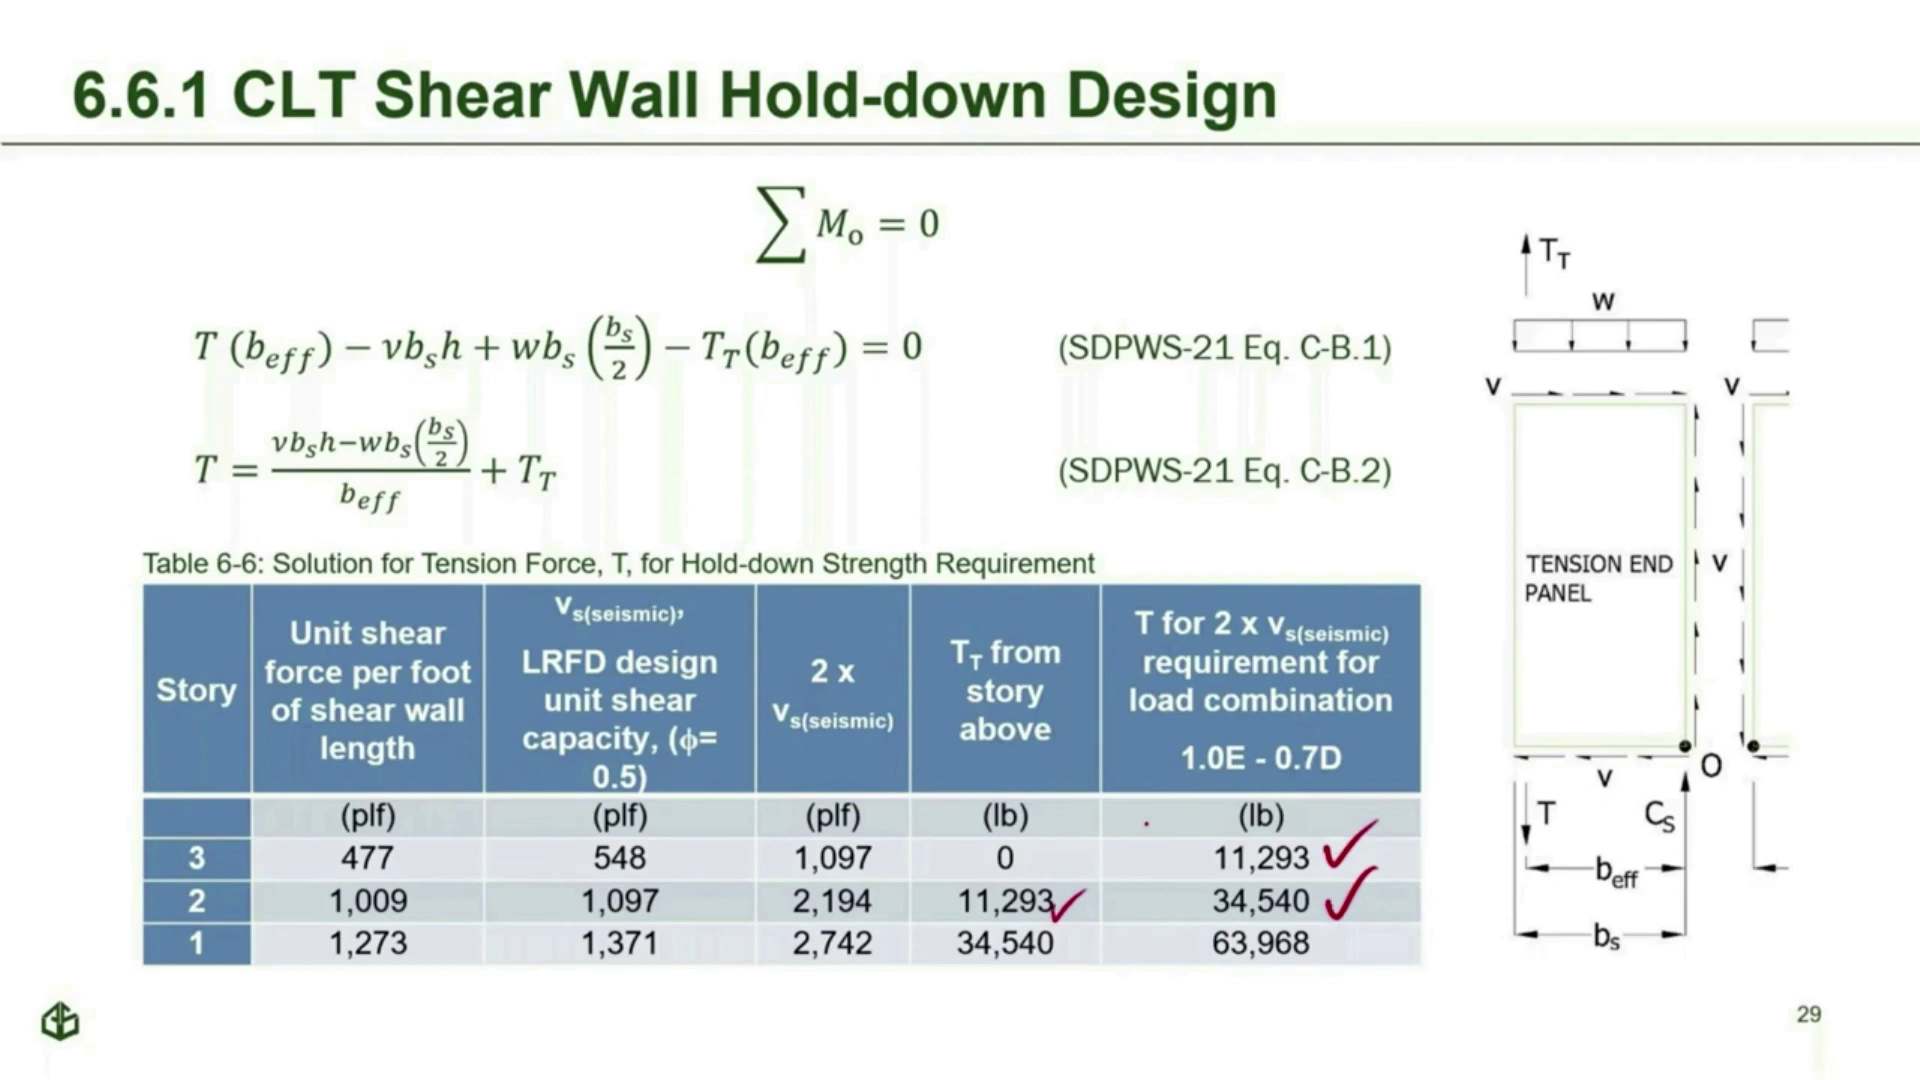 6.6.1 CLT Shear Wall Hold-down Design
∑ M₀ = 0
T (b_eff) − vb_s h + wb_s (b_s/2) − T_T(b_eff) = 0 (SDPWS-21 Eq. C-B.1)
T = (vb_s h−wb_s(b_s/2))/b_eff + T_T (SDPWS-21 Eq. C-B.2)
Table 6-6: Solution for Tension Force, T, for Hold-down Strength Requirement
Story
Unit shear
force per foot
of shear wall
length
v_s(seismic),
LRFD design
unit shear
capacity, (ϕ=
0.5)
2 x
v_s(seismic)
T_T from
story
above
T for 2 x v_s(seismic)
requirement for
load combination
1.0E - 0.7D
(plf) (plf) (plf) (lb) (lb)
3 477 548 1,097 0 11,293
2 1,009 1,097 2,194 11,293 34,540
1 1,273 1,371 2,742 34,540 63,968
T_T
w
v v
TENSION END
PANEL
v
O
v
T C_s
b_eff
b_s
29